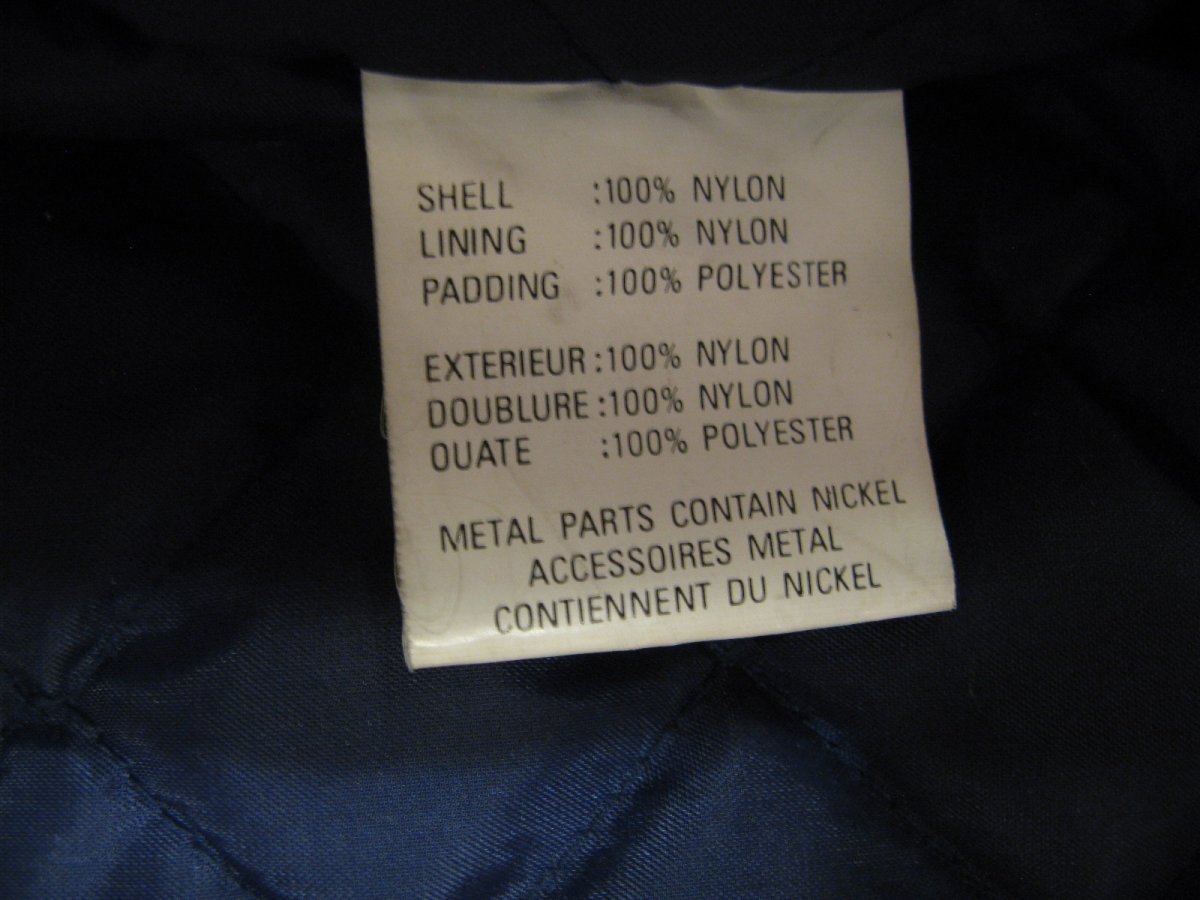 SHELL :100% NYLON
LINING :100% NYLON
PADDING :100% POLYESTER
EXTERIEUR :100% NYLON
DOUBLURE :100% NYLON
OUATE :100% POLYESTER
METAL PARTS CONTAIN NICKEL
ACCESSOIRES METAL
CONTIENNENT DU NICKEL